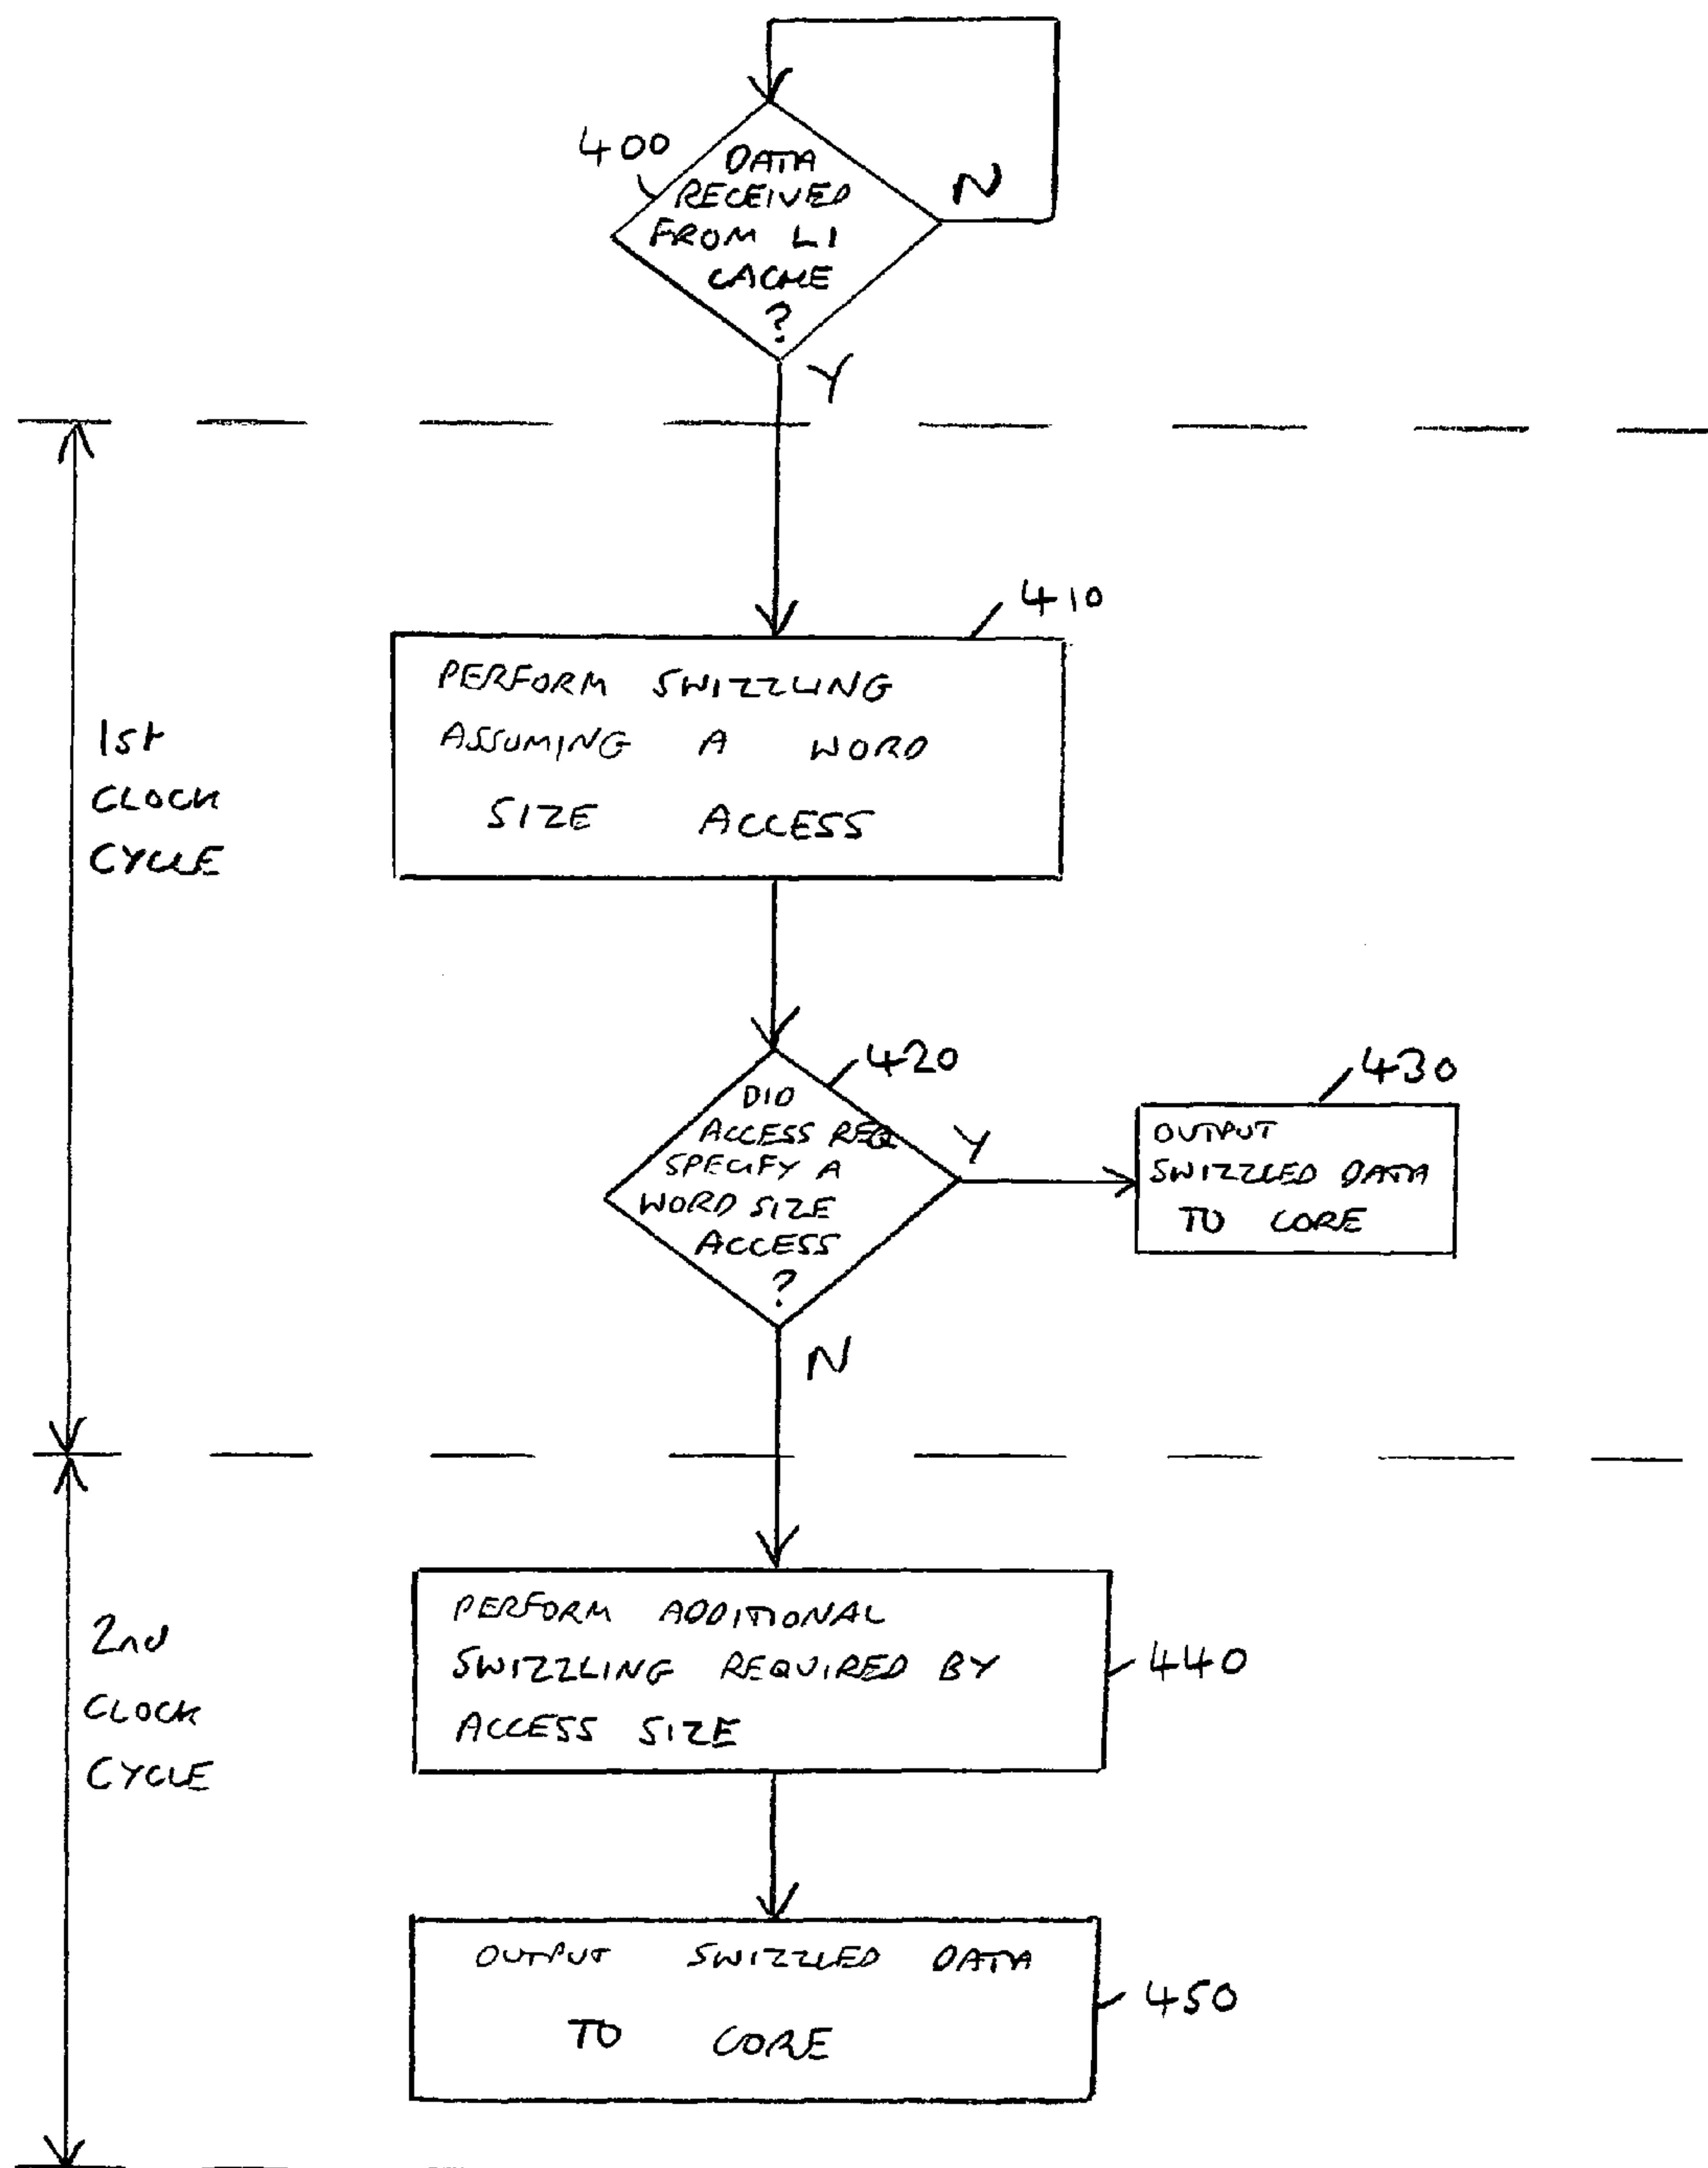 400
DATA
RECEIVED
FROM L1
CACHE
?
N
Y
1st
CLOCK
CYCLE
410
PERFORM SWIZZLING
ASSUMING A WORD
SIZE ACCESS
420
DID
ACCESS REQ
SPECIFY A
WORD SIZE
ACCESS
?
Y
N
430
OUTPUT
SWIZZLED DATA
TO CORE
2nd
CLOCK
CYCLE
PERFORM ADDITIONAL
SWIZZLING REQUIRED BY
ACCESS SIZE
440
OUTPUT SWIZZLED DATA
TO CORE
450